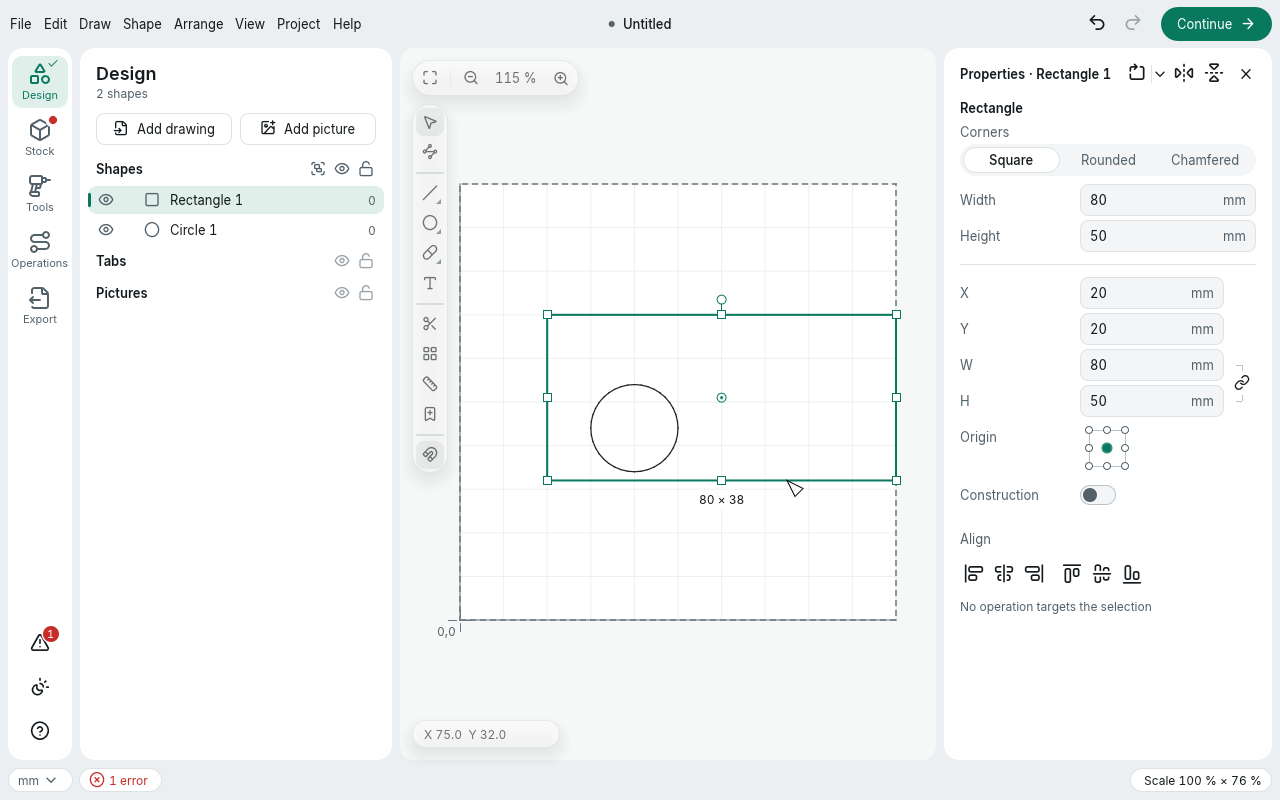 File Edit Draw Shape Arrange View Project Help
Untitled
Continue
Design
Stock
Tools
Operations
Export
1
Design
2 shapes
Add drawing
Add picture
Shapes
Rectangle 1 0
Circle 1 0
Tabs
Pictures
115 %
80 × 38
0,0
X 75.0 Y 32.0
Properties · Rectangle 1
Rectangle
Corners
Square Rounded Chamfered
Width 80 mm
Height 50 mm
X 20 mm
Y 20 mm
W 80 mm
H 50 mm
Origin
Construction
Align
No operation targets the selection
mm
1 error
Scale 100 % × 76 %